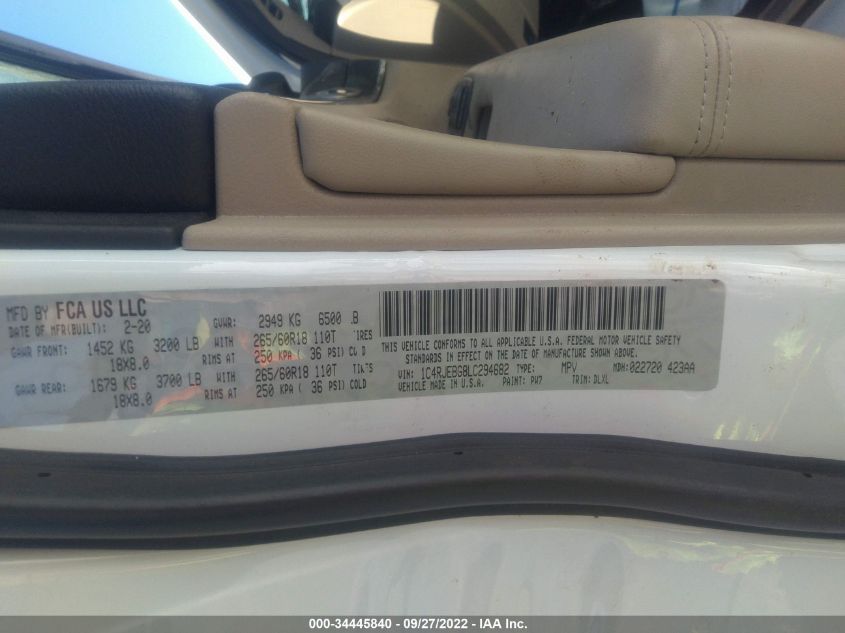 MFD BY FCA US LLC
DATE OF MFR(BUILT): 2-20 GVWR: 2949 KG 6500 LB
GAWR FRONT: 1452 KG 3200 LB WITH 265/60R18 110T TIRES
18X8.0 RIMS AT 250 KPA ( 36 PSI) COLD
GAWR REAR: 1679 KG 3700 LB WITH 265/60R18 110T TIRES
18X8.0 RIMS AT 250 KPA ( 36 PSI) COLD
THIS VEHICLE CONFORMS TO ALL APPLICABLE U.S.A. FEDERAL MOTOR VEHICLE SAFETY
STANDARDS IN EFFECT ON THE DATE OF MANUFACTURE SHOWN ABOVE.
VIN: 1C4RJEBG8LC294682 TYPE: MPV MDH:022720 423AA
VEHICLE MADE IN U.S.A. PAINT: PW7 TRIM: DLXL
000-34445840 - 09/27/2022 - WWW.IAAI.COM